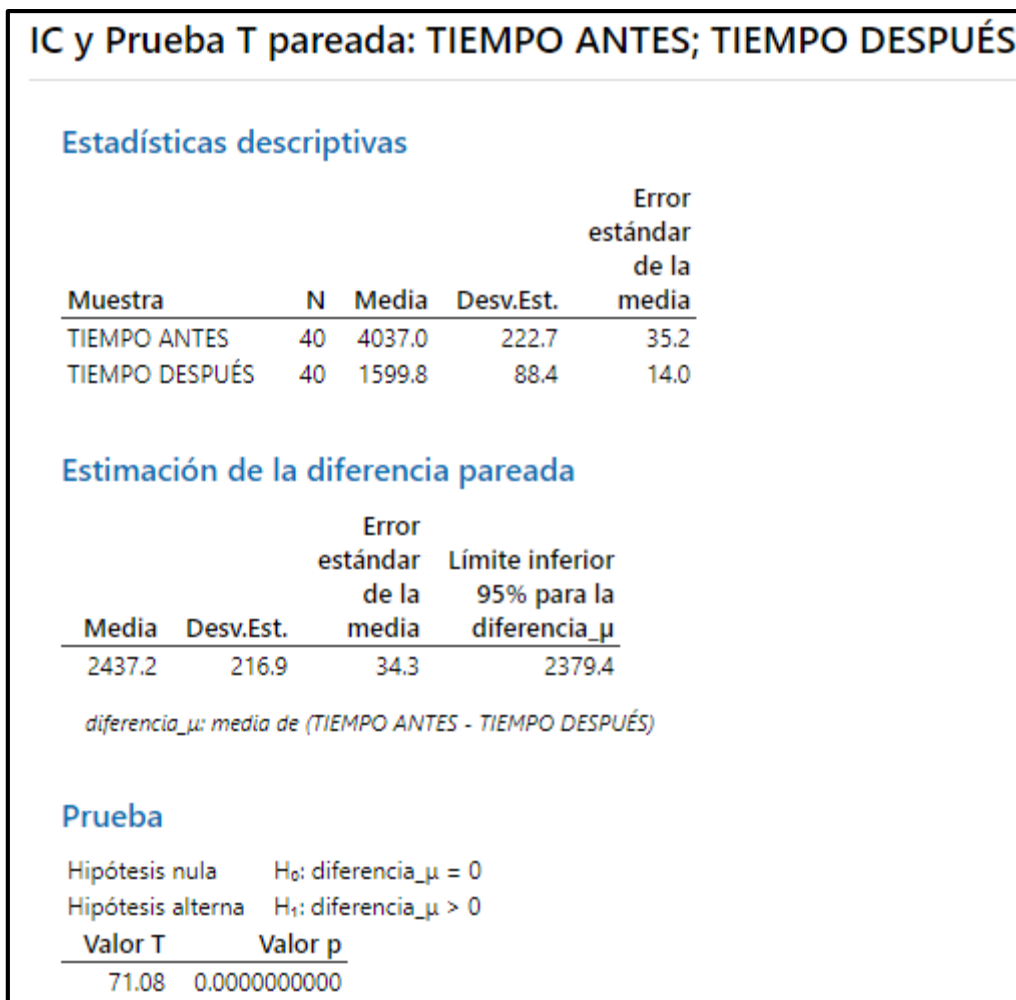 IC y Prueba T pareada: TIEMPO ANTES; TIEMPO DESPUÉS
Estadísticas descriptivas
Error
estándar
de la
Muestra N Media Desv.Est. media
TIEMPO ANTES 40 4037.0 222.7 35.2
TIEMPO DESPUÉS 40 1599.8 88.4 14.0
Estimación de la diferencia pareada
Error
estándar Límite inferior
de la 95% para la
Media Desv.Est. media diferencia_μ
2437.2 216.9 34.3 2379.4
diferencia_μ: media de (TIEMPO ANTES - TIEMPO DESPUÉS)
Prueba
Hipótesis nula H₀: diferencia_μ = 0
Hipótesis alterna H₁: diferencia_μ > 0
Valor T Valor p
71.08 0.0000000000